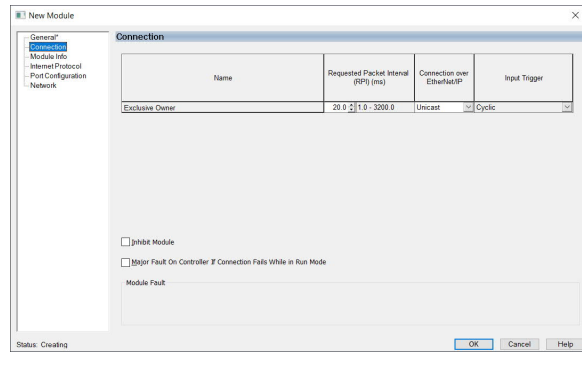 New Module
General*
Connection
Module Info
Internet Protocol
Port Configuration
Network
Connection
Name
Requested Packet Interval
(RPI) (ms)
Connection over
EtherNet/IP
Input Trigger
Exclusive Owner
20.0
1.0 - 3200.0
Unicast
Cyclic
Inhibit Module
Major Fault On Controller If Connection Fails While in Run Mode
Module Fault
Status: Creating
OK
Cancel
Help